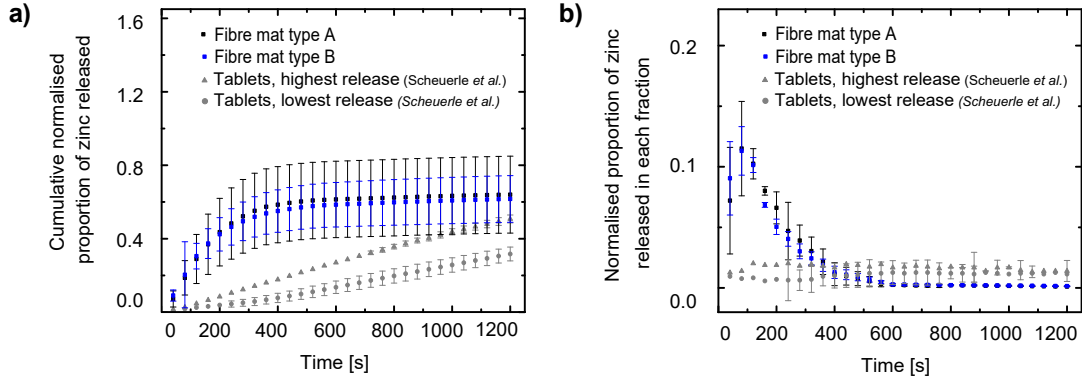 a)
Cumulative normalised
proportion of zinc released
1.6
1.2
0.8
0.4
0.0
Fibre mat type A
Fibre mat type B
Tablets, highest release (Scheuerle et al.)
Tablets, lowest release (Scheuerle et al.)
0 200 400 600 800 1000 1200
Time [s]
b)
Normalised proportion of zinc
released in each fraction
0.2
0.1
0.0
Fibre mat type A
Fibre mat type B
Tablets, highest release (Scheuerle et al.)
Tablets, lowest release (Scheuerle et al.)
0 200 400 600 800 1000 1200
Time [s]